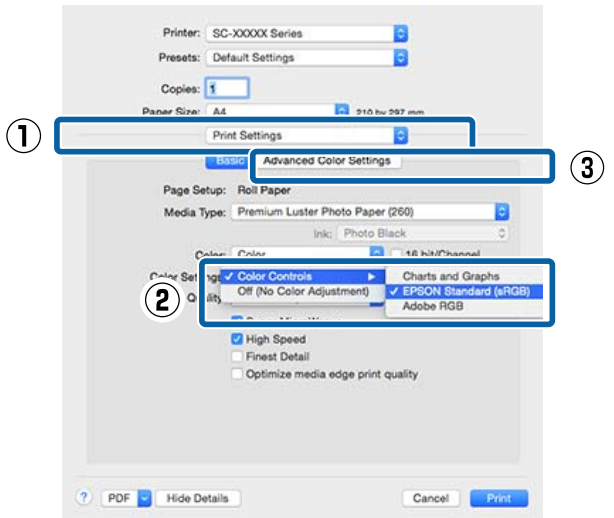 Printer: SC-XXXXX Series
Presets: Default Settings
Copies: 1
Paper Size: A4 210 by 297 mm
① Print Settings
Basic Advanced Color Settings ③
Page Setup: Roll Paper
Media Type: Premium Luster Photo Paper (260)
Ink: Photo Black
Color: Color 16 bit/Channel
Color Settings ✓ Color Controls ▶ Charts and Graphs
② Off (No Color Adjustment) ✓ EPSON Standard (sRGB)
Adobe RGB
High Speed
Finest Detail
Optimize media edge print quality
? PDF Hide Details Cancel Print